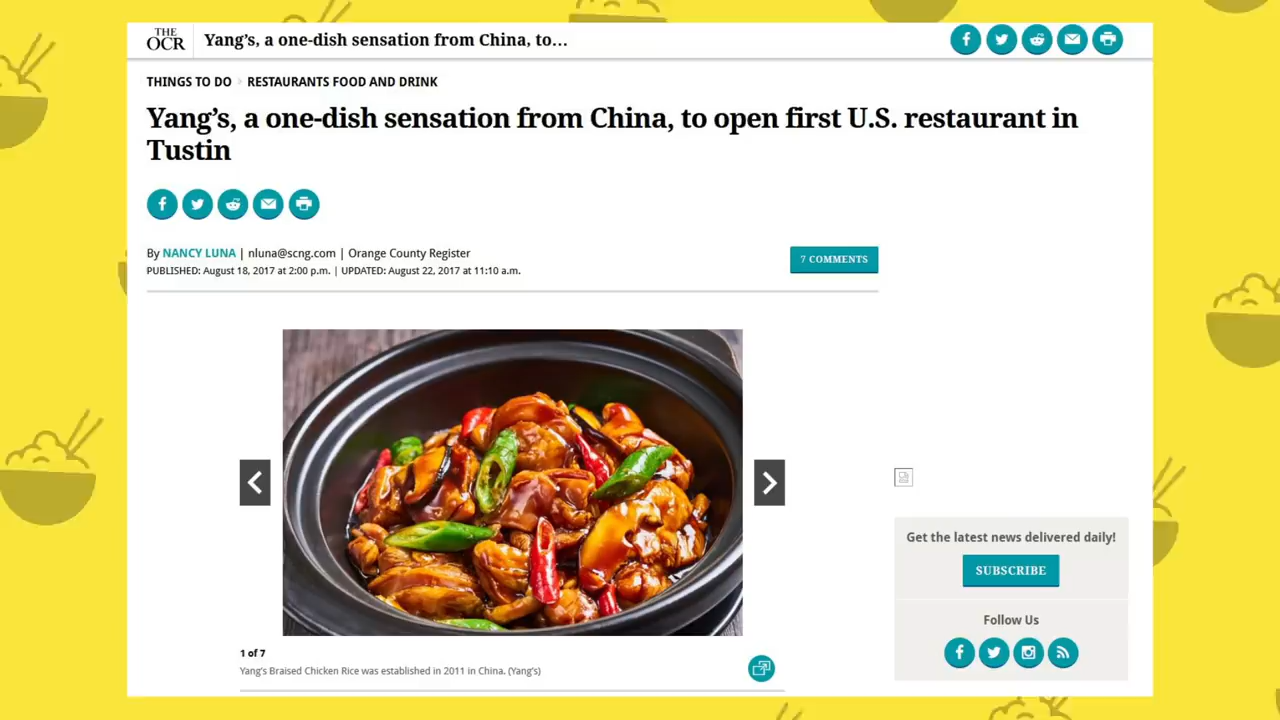 THE
OCR
Yang’s, a one-dish sensation from China, to…
THINGS TO DO > RESTAURANTS FOOD AND DRINK
Yang’s, a one-dish sensation from China, to open first U.S. restaurant in
Tustin
By NANCY LUNA | nluna@scng.com | Orange County Register
PUBLISHED: August 18, 2017 at 2:00 p.m. | UPDATED: August 22, 2017 at 11:10 a.m.
7 COMMENTS
1 of 7
Yang’s Braised Chicken Rice was established in 2011 in China. (Yang’s)
Get the latest news delivered daily!
SUBSCRIBE
Follow Us